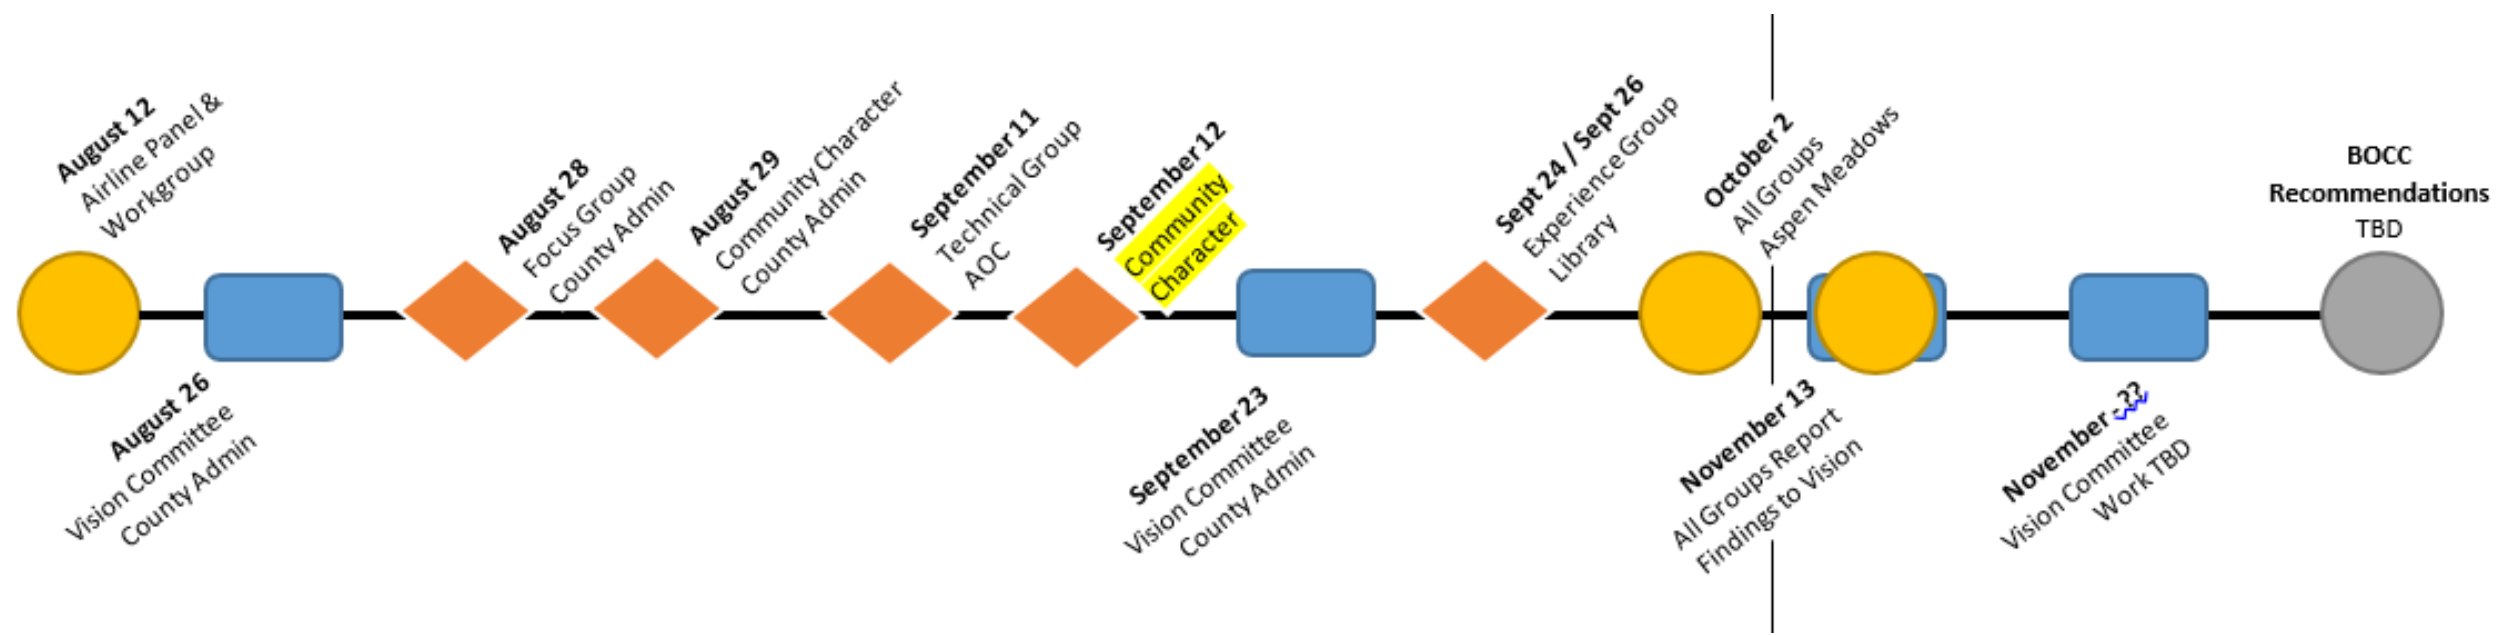 August 12
Airline Panel &
Workgroup
August 26
Vision Committee
County Admin
August 28
Focus Group
County Admin
August 29
Community Character
County Admin
September 11
Technical Group
AOC
September 12
Community
Character
September 23
Vision Committee
County Admin
Sept 24 / Sept 26
Experience Group
Library
October 2
All Groups
Aspen Meadows
November 13
All Groups Report
Findings to Vision
November -??
Vision Committee
Work TBD
BOCC
Recommendations
TBD